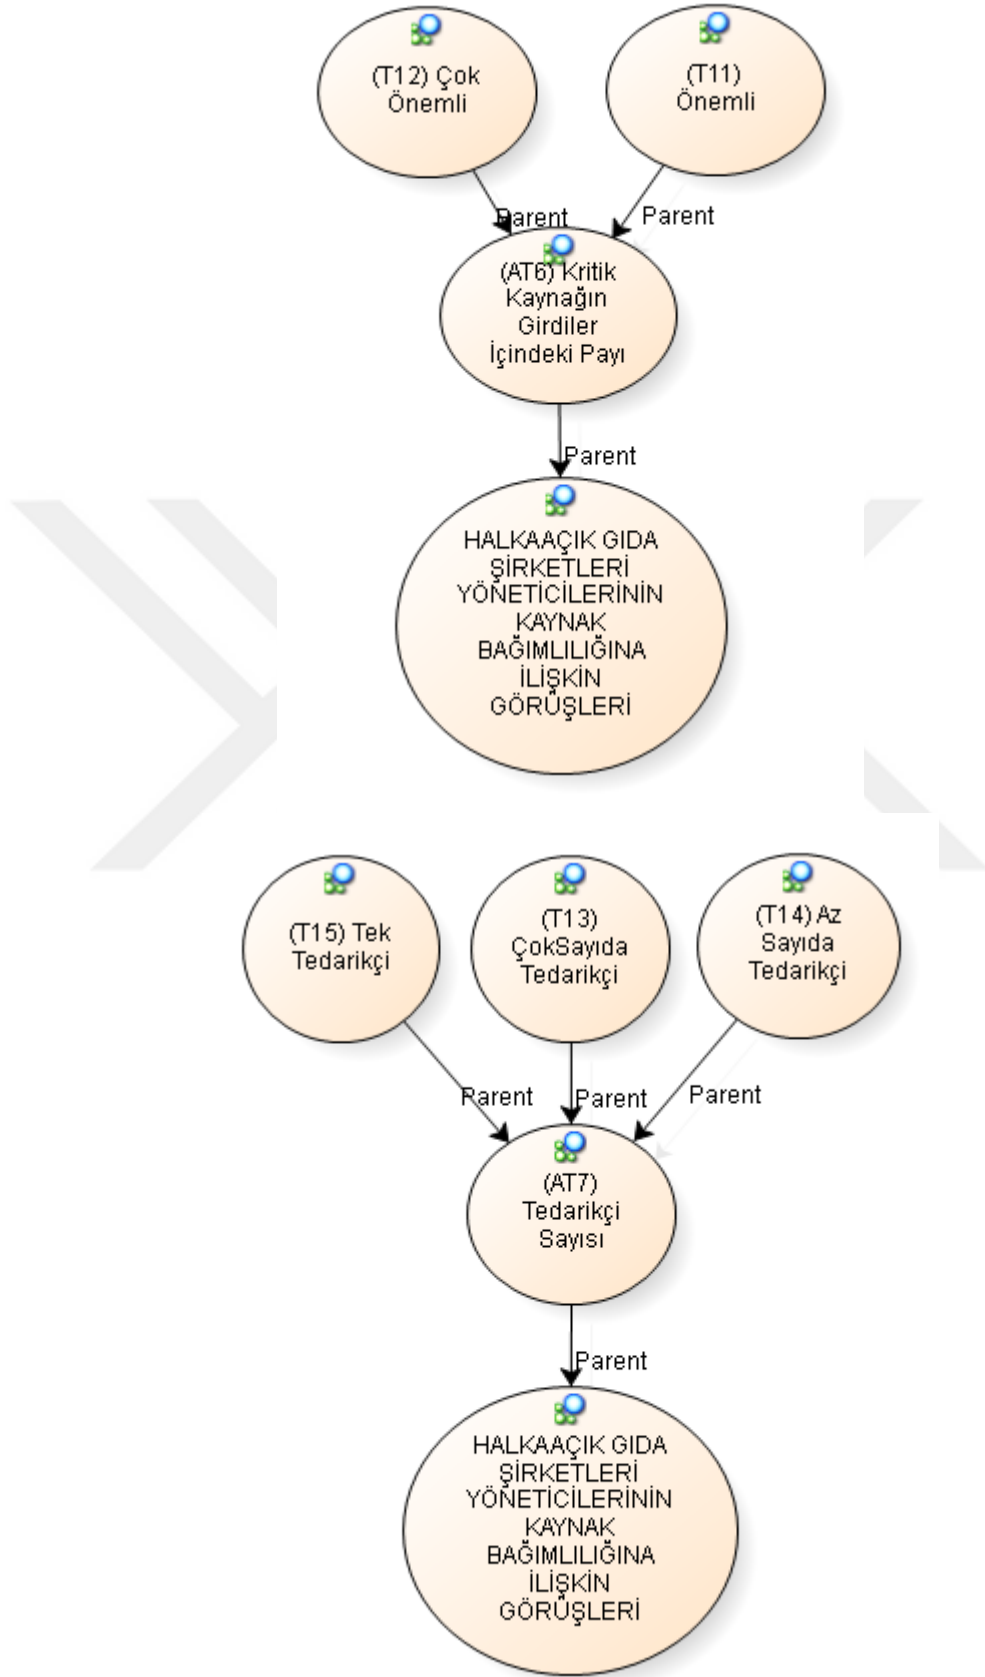 (T12) Çok
Önemli
(T11)
Önemli
Parent
Parent
(AT6) Kritik
Kaynağın
Girdiler
İçindeki Payı
Parent
HALKAAÇIK GIDA
ŞİRKETLERİ
YÖNETİCİLERİNİN
KAYNAK
BAĞIMLILIĞINA
İLİŞKİN
GÖRÜŞLERİ
(T15) Tek
Tedarikçi
(T13)
ÇokSayıda
Tedarikçi
(T14) Az
Sayıda
Tedarikçi
Parent
Parent
Parent
(AT7)
Tedarikçi
Sayısı
Parent
HALKAAÇIK GIDA
ŞİRKETLERİ
YÖNETİCİLERİNİN
KAYNAK
BAĞIMLILIĞINA
İLİŞKİN
GÖRÜŞLERİ